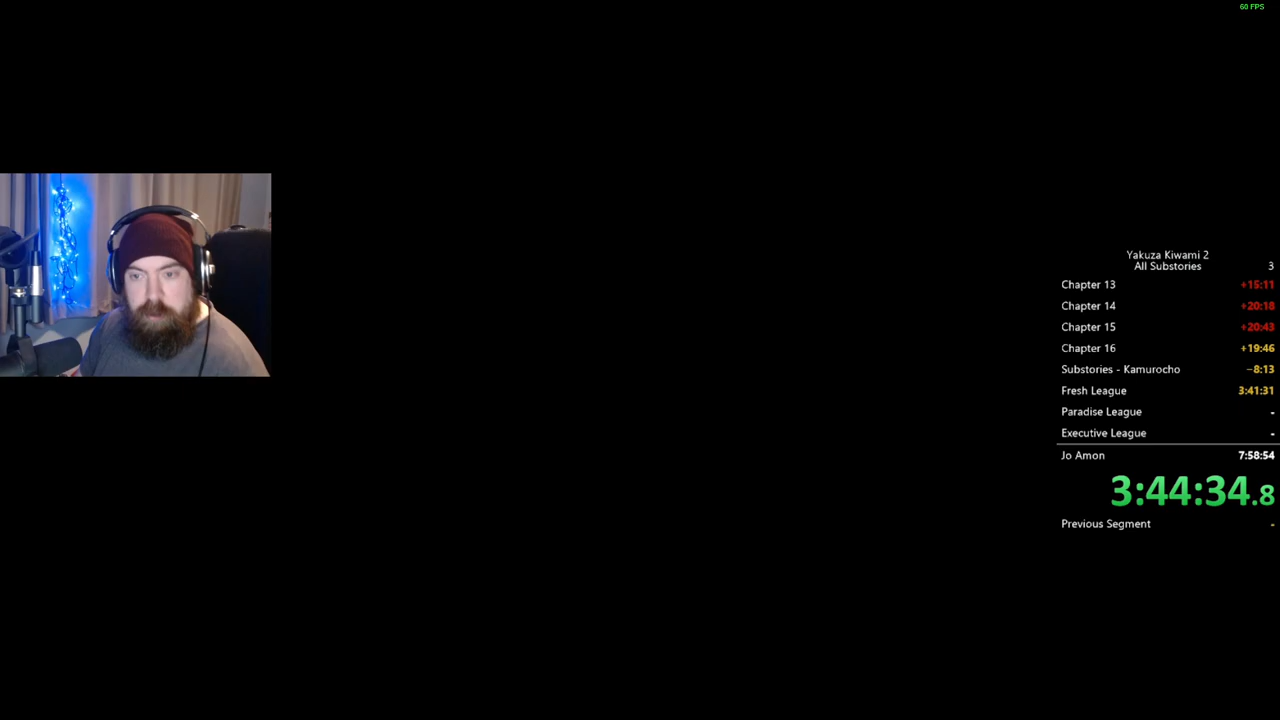 60 FPS
Yakuza Kiwami 2
All Substories 3
Chapter 13 +15:11
Chapter 14 +20:18
Chapter 15 +20:43
Chapter 16 +19:46
Substories - Kamurocho −8:13
Fresh League 3:41:31
Paradise League -
Executive League -
Jo Amon 7:58:54
3:44:34.8
Previous Segment -